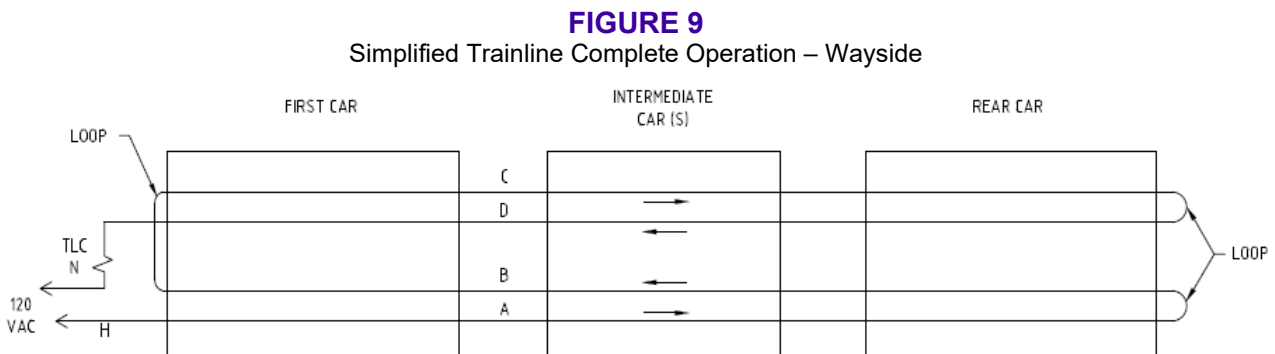 FIGURE 9
Simplified Trainline Complete Operation – Wayside
FIRST CAR
INTERMEDIATE
CAR (S)
REAR CAR
LOOP
C
D
TLC
N
B
A
LOOP
120
VAC
H